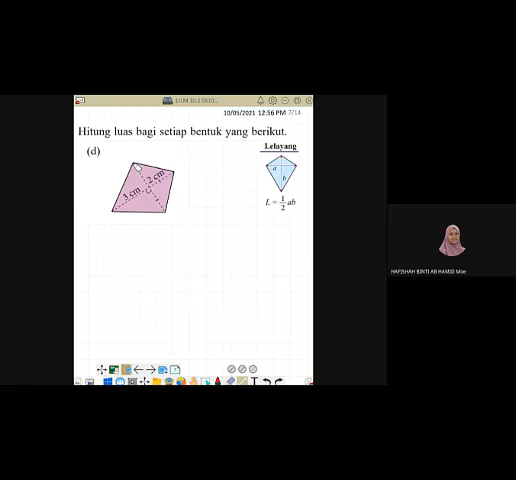 10/05/2021 12:56 PM 7/14
Hitung luas bagi setiap bentuk yang berikut.
(d)
2 cm
3 cm
Lelayang
a
b
L = 1/2 ab
HAFISHAH BINTI AB HAMID Moe
T